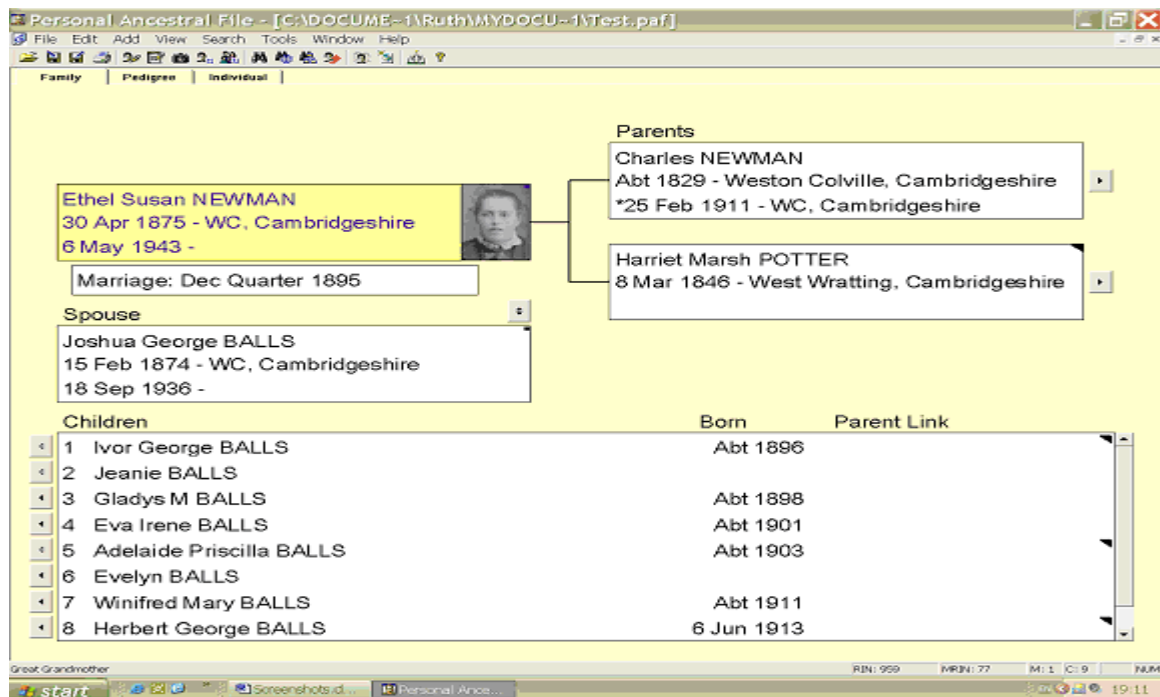 Personal Ancestral File - [C:\DOCUME~1\Ruth\MYDOCU~1\Test.paf]
File Edit Add View Search Tools Window Help
Family Pedigree Individual
Parents
Charles NEWMAN
Abt 1829 - Weston Colville, Cambridgeshire
*25 Feb 1911 - WC, Cambridgeshire
Ethel Susan NEWMAN
30 Apr 1875 - WC, Cambridgeshire
6 May 1943 -
Harriet Marsh POTTER
8 Mar 1846 - West Wratting, Cambridgeshire
Marriage: Dec Quarter 1895
Spouse
Joshua George BALLS
15 Feb 1874 - WC, Cambridgeshire
18 Sep 1936 -
Children Born Parent Link
1 Ivor George BALLS Abt 1896
2 Jeanie BALLS
3 Gladys M BALLS Abt 1898
4 Eva Irene BALLS Abt 1901
5 Adelaide Priscilla BALLS Abt 1903
6 Evelyn BALLS
7 Winifred Mary BALLS Abt 1911
8 Herbert George BALLS 6 Jun 1913
Great Grandmother RIN: 959 MRIN: 77 M: 1 C: 9 NUM
start Screenshots.d... Personal Ance... 19:11